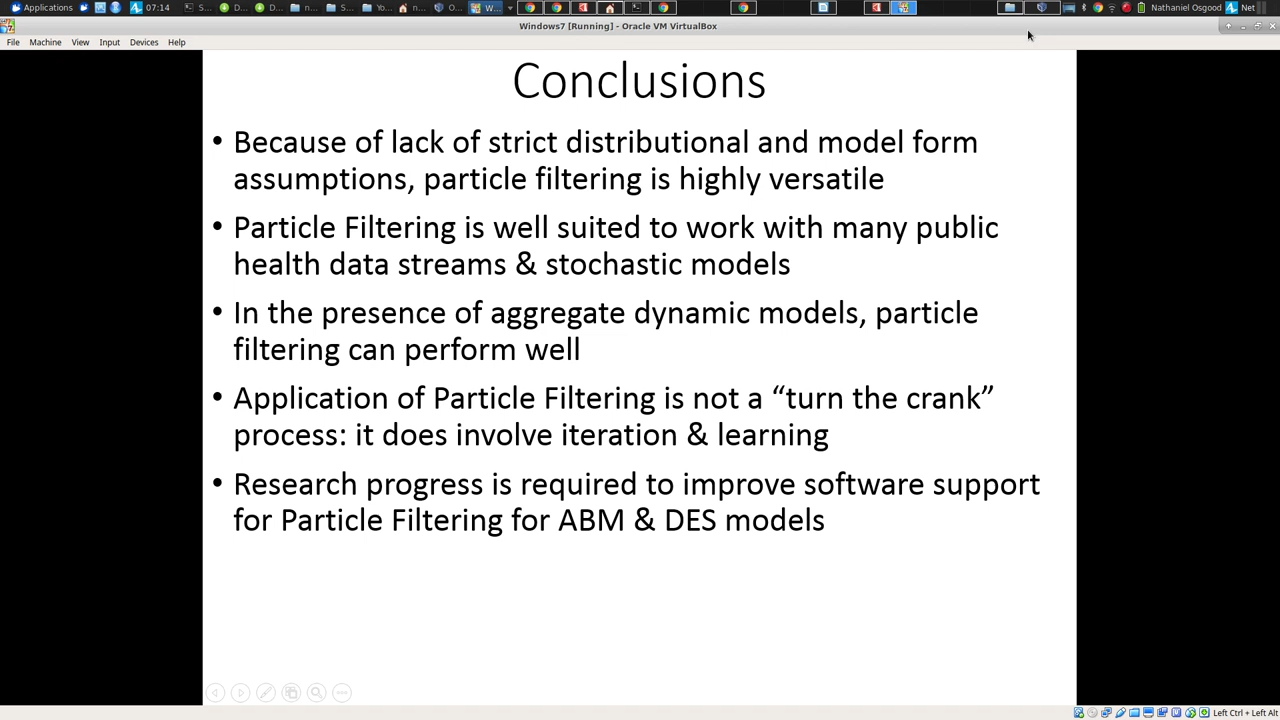 Applications
07:14
S...
D...
D...
n...
S...
Yo...
n...
O...
W...
Nathaniel Osgood
Net
Windows7 [Running] - Oracle VM VirtualBox
File Machine View Input Devices Help
Conclusions
• Because of lack of strict distributional and model form
assumptions, particle filtering is highly versatile
• Particle Filtering is well suited to work with many public
health data streams & stochastic models
• In the presence of aggregate dynamic models, particle
filtering can perform well
• Application of Particle Filtering is not a “turn the crank”
process: it does involve iteration & learning
• Research progress is required to improve software support
for Particle Filtering for ABM & DES models
Left Ctrl + Left Alt